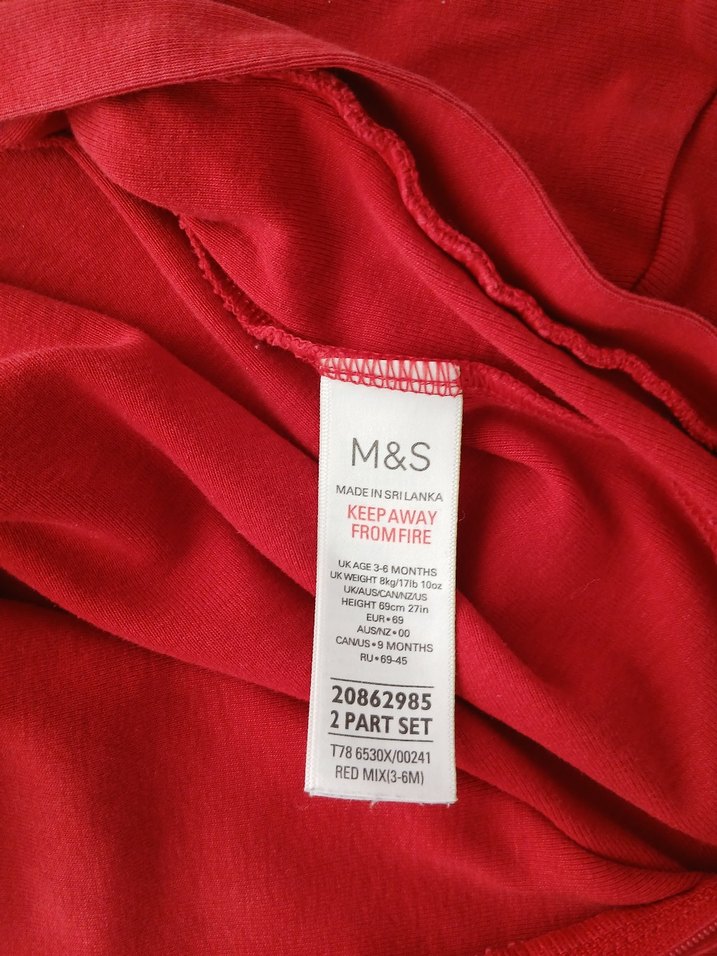 M&S
MADE IN SRI LANKA
KEEP AWAY
FROM FIRE
UK AGE 3-6 MONTHS
UK WEIGHT 8kg/17lb 10oz
UK/AUS/CAN/NZ/US
HEIGHT 69cm 27in
EUR•69
AUS/NZ•00
CAN/US•9 MONTHS
RU•69-45
20862985
2 PART SET
T78 6530X/00241
RED MIX(3-6M)